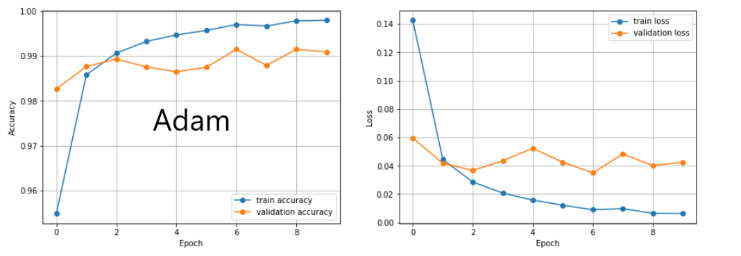 1.00
0.99
0.98
0.97
0.96
Accuracy
Adam
train accuracy
validation accuracy
0 2 4 6 8
Epoch
0.14
0.12
0.10
0.08
0.06
0.04
0.02
0.00
Loss
train loss
validation loss
0 2 4 6 8
Epoch